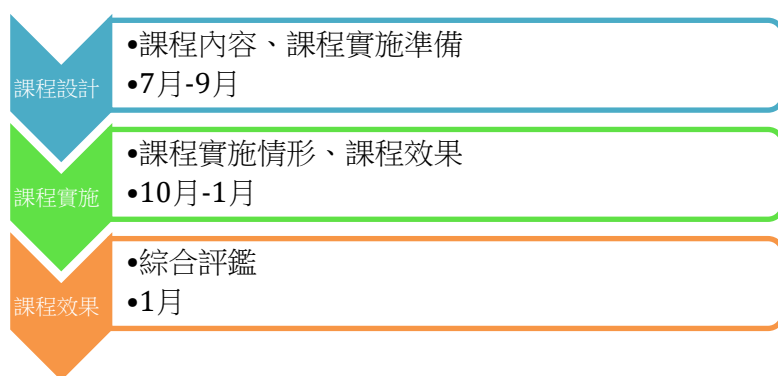 課程設計
•課程內容、課程實施準備
•7月-9月
課程實施
•課程實施情形、課程效果
•10月-1月
課程效果
•綜合評鑑
•1月